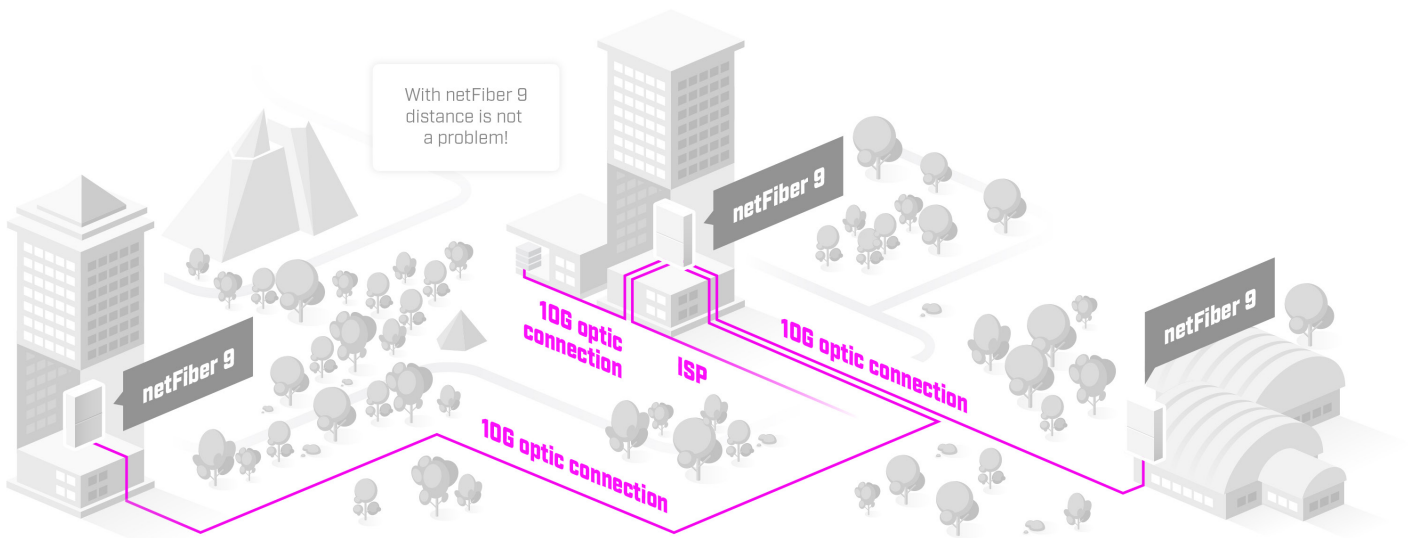 With netFiber 9
distance is not
a problem!
netFiber 9
netFiber 9
netFiber 9
10G optic
connection
ISP
10G optic connection
10G optic connection